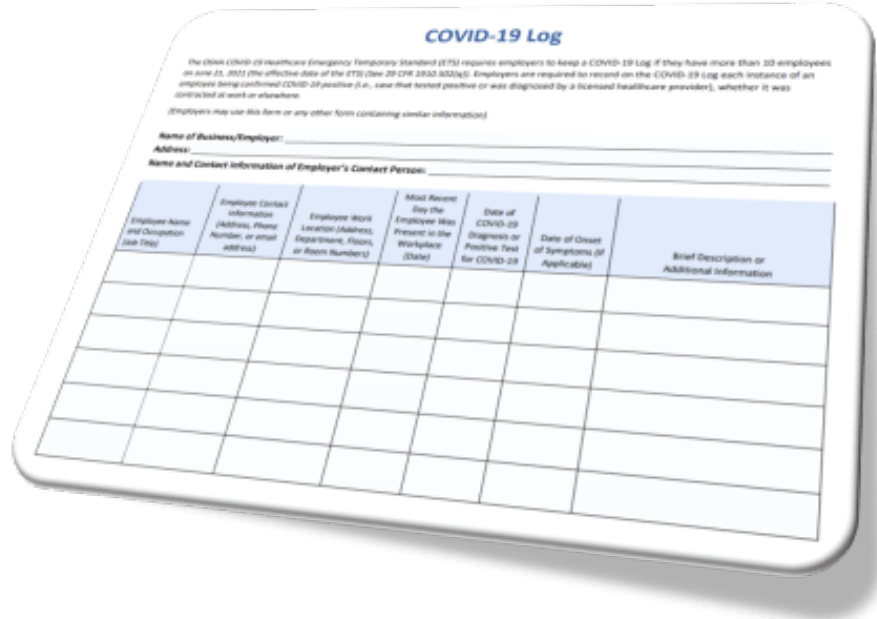 COVID-19 Log
The OSHA COVID-19 Healthcare Emergency Temporary Standard (ETS) requires employers to keep a COVID-19 Log if they have more than 10 employees
on June 21, 2021 (the effective date of the ETS) (See 29 CFR 1910.502(q)). Employers are required to record on the COVID-19 Log each instance of an
employee being confirmed COVID-19 positive (i.e., case that tested positive or was diagnosed by a licensed healthcare provider), whether it was
contracted at work or elsewhere.
(Employers may use this form or any other form containing similar information)
Name of Business/Employer:
Address:
Name and Contact Information of Employer's Contact Person:
Employee Name
and Occupation
(Job Title)
Employee Contact
Information
(Address, Phone
Number, or email
address)
Employee Work
Location (Address,
Department, Floors,
or Room Numbers)
Most Recent
Day the
Employee Was
Present in the
Workplace
(Date)
Date of
COVID-19
Diagnosis or
Positive Test
for COVID-19
Date of Onset
of Symptoms (if
Applicable)
Brief Description or
Additional Information